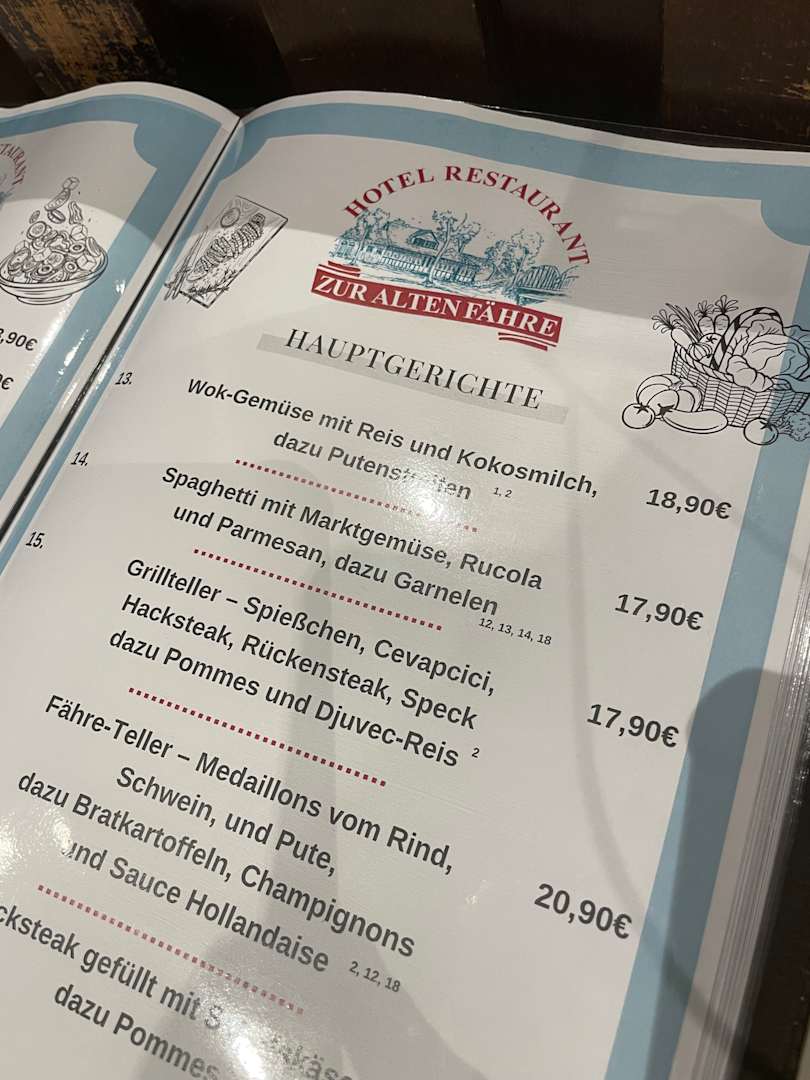 HOTEL RESTAURANT
ZUR ALTEN FÄHRE
HAUPTGERICHTE
13.
Wok-Gemüse mit Reis und Kokosmilch,
dazu 1, 2
18,90€
14.
Spaghetti mit Marktgemüse, Rucola
und Parmesan, dazu Garnelen
12, 13, 14, 18
17,90€
15.
Grillteller – Spießchen, Cevapcici,
Hacksteak, Rückensteak, Speck
dazu Pommes und Djuvec-Reis 2
17,90€
Fähre-Teller – Medaillons vom Rind,
Schwein, und Pute,
dazu Bratkartoffeln, Champignons
und Sauce Hollandaise 2, 12, 18
20,90€
gefüllt mit
dazu Pommes